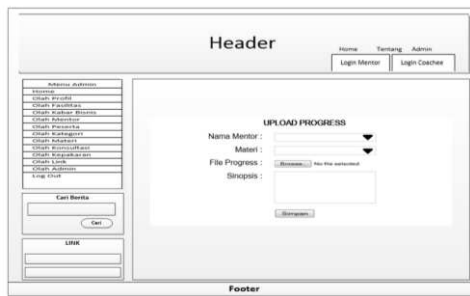 Header
Home Tentang Admin
Login Mentor Login Coachee
Menu Admin
Home
Olah Profil
Olah Fasilitas
Olah Kabar Bisnis
Olah Mentor
Olah Peserta
Olah Kategori
Olah Materi
Olah Konsultasi
Olah Kepakaran
Olah Link
Olah Admin
Log Out
Cari Berita
Cari
LINK
UPLOAD PROGRESS
Nama Mentor :
Materi :
File Progress : Browse... No file selected
Sinopsis :
Simpan
Footer